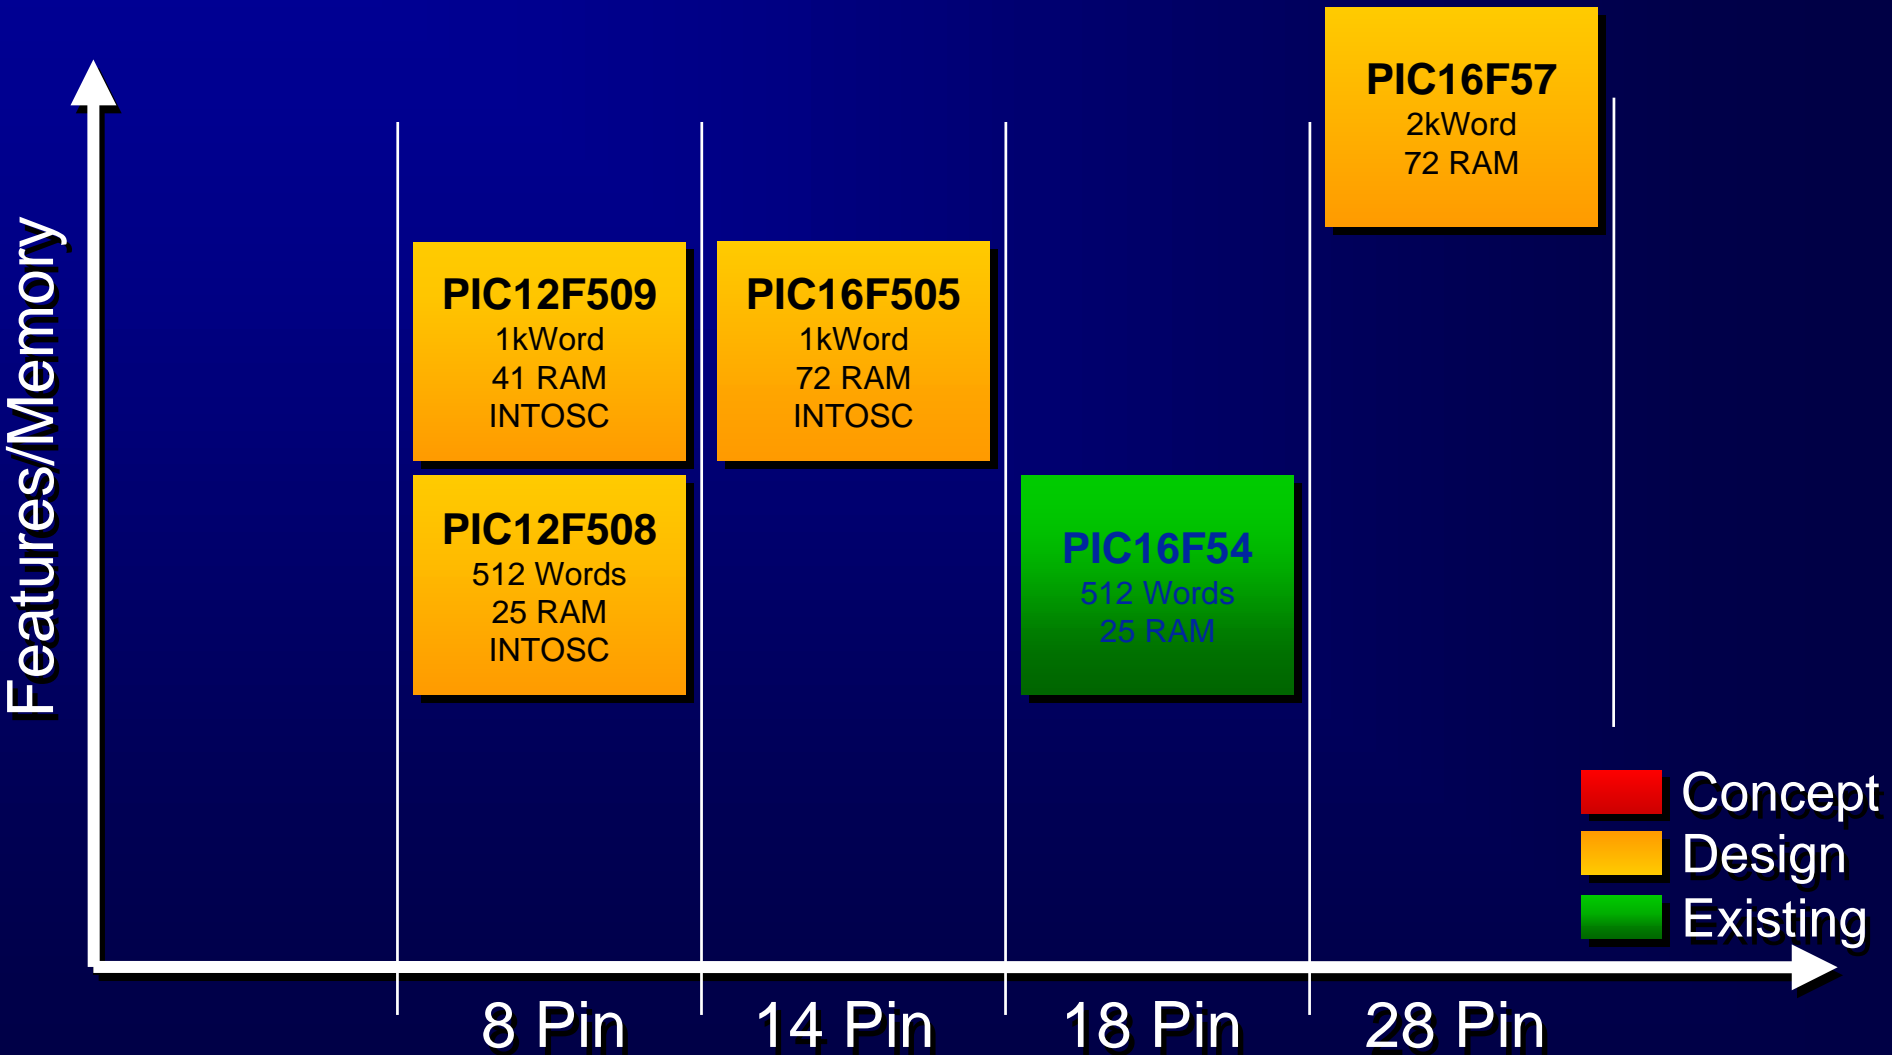 Features/Memory
PIC16F57
2kWord
72 RAM
PIC12F509
1kWord
41 RAM
INTOSC
PIC16F505
1kWord
72 RAM
INTOSC
PIC12F508
512 Words
25 RAM
INTOSC
PIC16F54
512 Words
25 RAM
Concept
Design
Existing
8 Pin
14 Pin
18 Pin
28 Pin